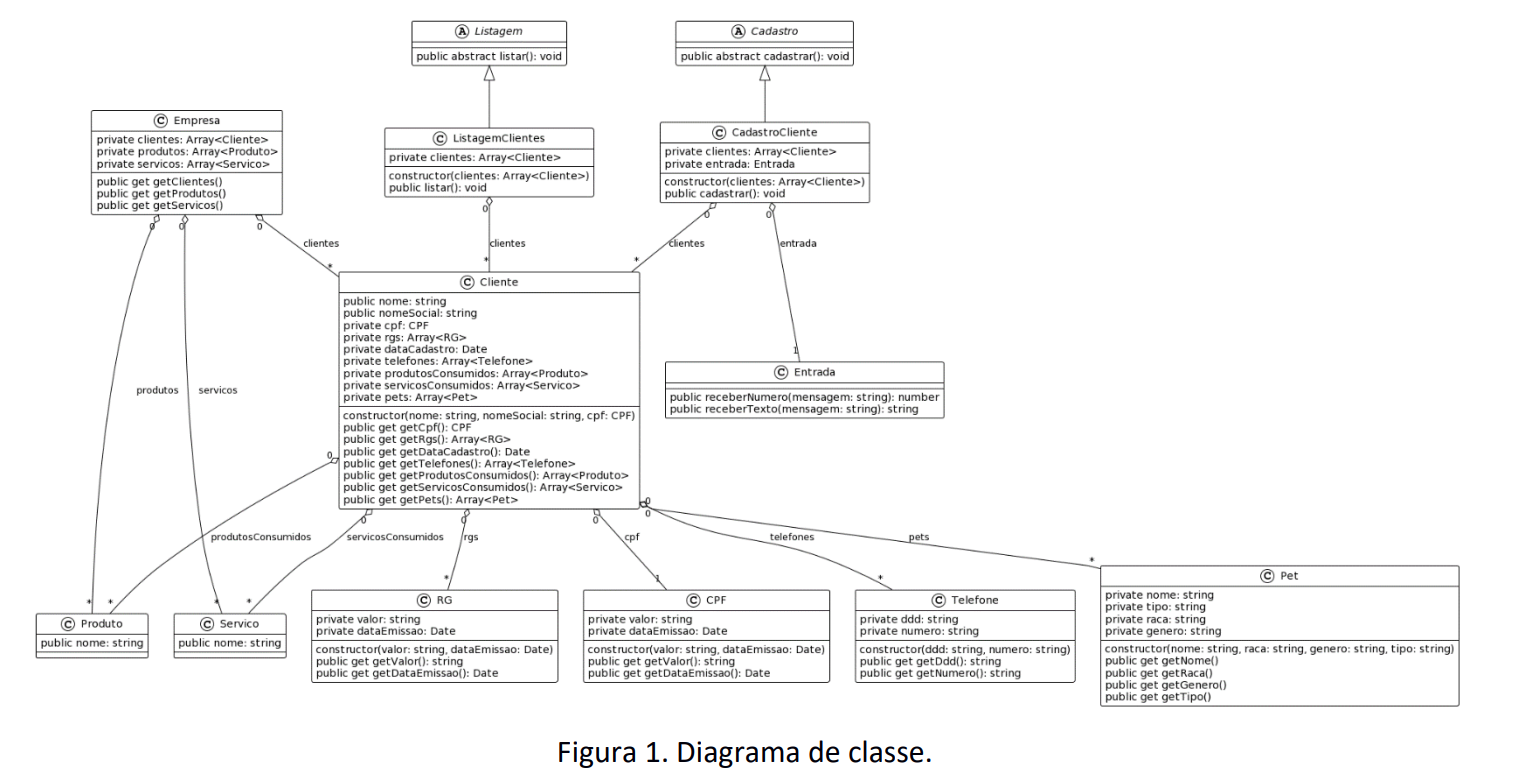 A Listagem
public abstract listar(): void
A Cadastro
public abstract cadastrar(): void
C Empresa
private clientes: Array<Cliente>
private produtos: Array<Produto>
private servicos: Array<Servico>
public get getClientes()
public get getProdutos()
public get getServicos()
C ListagemClientes
private clientes: Array<Cliente>
constructor(clientes: Array<Cliente>)
public listar(): void
C CadastroCliente
private clientes: Array<Cliente>
private entrada: Entrada
constructor(clientes: Array<Cliente>)
public cadastrar(): void
0
0
0
0
0
0
clientes
clientes
clientes
entrada
*
*
*
C Cliente
public nome: string
public nomeSocial: string
private cpf: CPF
private rgs: Array<RG>
private dataCadastro: Date
private telefones: Array<Telefone>
private produtosConsumidos: Array<Produto>
private servicosConsumidos: Array<Servico>
private pets: Array<Pet>
constructor(nome: string, nomeSocial: string, cpf: CPF)
public get getCpf(): CPF
public get getRgs(): Array<RG>
public get getDataCadastro(): Date
public get getTelefones(): Array<Telefone>
public get getProdutosConsumidos(): Array<Produto>
public get getServicosConsumidos(): Array<Servico>
public get getPets(): Array<Pet>
1
C Entrada
public receberNumero(mensagem: string): number
public receberTexto(mensagem: string): string
produtos
servicos
0
0
0
0
0
0
produtosConsumidos
servicosConsumidos
rgs
cpf
telefones
pets
*
*
*
*
*
1
*
*
C Produto
public nome: string
C Servico
public nome: string
C RG
private valor: string
private dataEmissao: Date
constructor(valor: string, dataEmissao: Date)
public get getValor(): string
public get getDataEmissao(): Date
C CPF
private valor: string
private dataEmissao: Date
constructor(valor: string, dataEmissao: Date)
public get getValor(): string
public get getDataEmissao(): Date
C Telefone
private ddd: string
private numero: string
constructor(ddd: string, numero: string)
public get getDdd(): string
public get getNumero(): string
C Pet
private nome: string
private tipo: string
private raca: string
private genero: string
constructor(nome: string, raca: string, genero: string, tipo: string)
public get getNome()
public get getRaca()
public get getGenero()
public get getTipo()
Figura 1. Diagrama de classe.